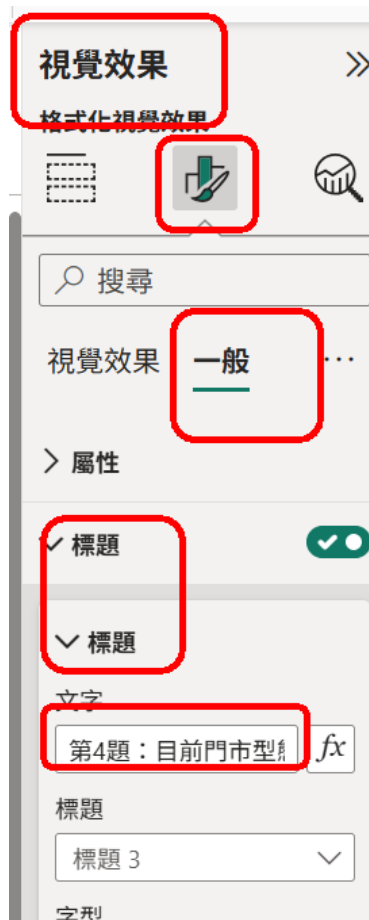 視覺效果
格式化視覺效果
搜尋
視覺效果 一般 ...
屬性
標題
標題
文字
第4題：目前門市型 fx
標題
標題 3
字型